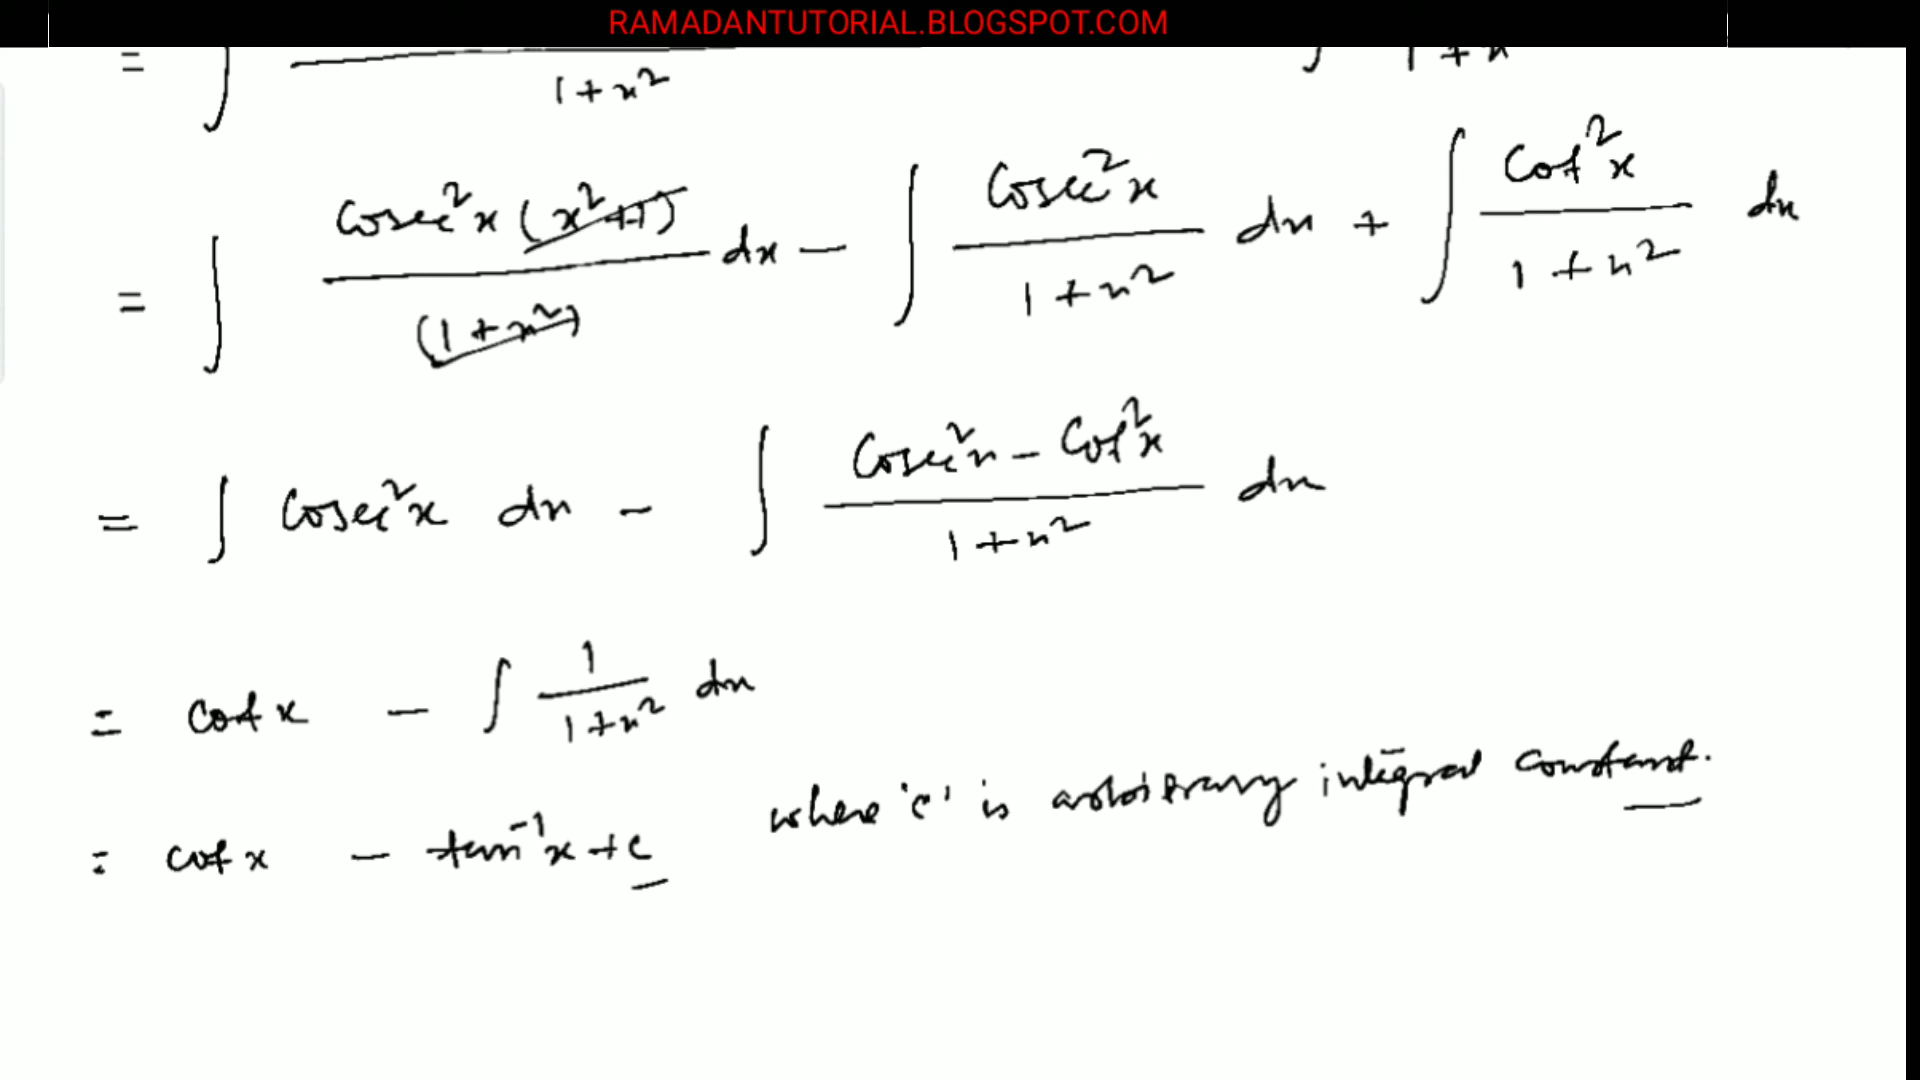 RAMADANTUTORIAL.BLOGSPOT.COM
= ∫ 1+x²
∫ 1+x
= ∫ Cosec²x (x²+1) / (1+x²) dx − ∫ Cosec²x / 1+x² dx + ∫ Cot²x / 1+x² dx
= ∫ Cosec²x dx − ∫ Cosec²x − Cot²x / 1+x² dx
= cot x − ∫ 1 / 1+x² dx
= cot x − tan⁻¹x + c where 'c' is arbitrary integral constant.